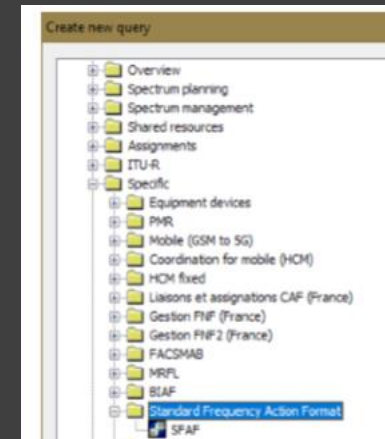 Create new query
Overview
Spectrum planning
Spectrum management
Shared resources
Assignments
ITU-R
Specific
Equipment devices
PMR
Mobile (GSM to 5G)
Coordination for mobile (HCM)
HCM fixed
Liaisons et assignations CAF (France)
Gestion FNF (France)
Gestion FNF2 (France)
FACSMAB
MRFL
BIAF
Standard Frequency Action Format
SFAF